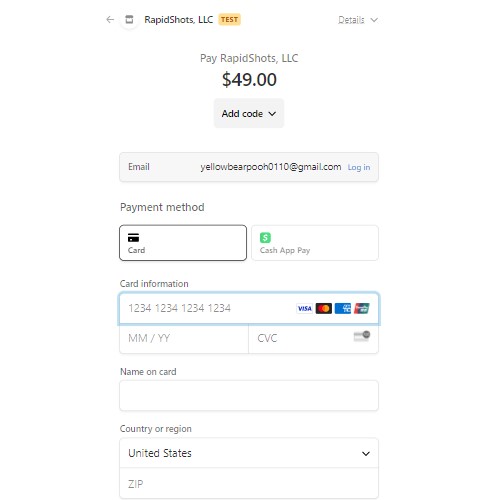 RapidShots, LLC TEST Details
Pay RapidShots, LLC
$49.00
Add code
Email yellowbearpooh0110@gmail.com Log in
Payment method
Card
Cash App Pay
Card information
1234 1234 1234 1234 VISA
MM / YY CVC
Name on card
Country or region
United States
ZIP